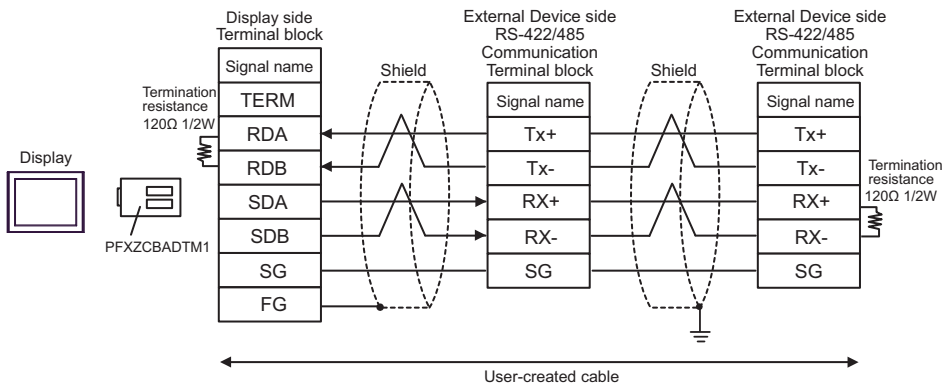 Display side
Terminal block
Signal name
TERM
RDA
RDB
SDA
SDB
SG
FG
Termination
resistance
120Ω 1/2W
Display
PFXZCBADTM1
Shield
External Device side
RS-422/485
Communication
Terminal block
Signal name
Tx+
Tx-
RX+
RX-
SG
Shield
External Device side
RS-422/485
Communication
Terminal block
Signal name
Tx+
Tx-
RX+
RX-
SG
Termination
resistance
120Ω 1/2W
User-created cable